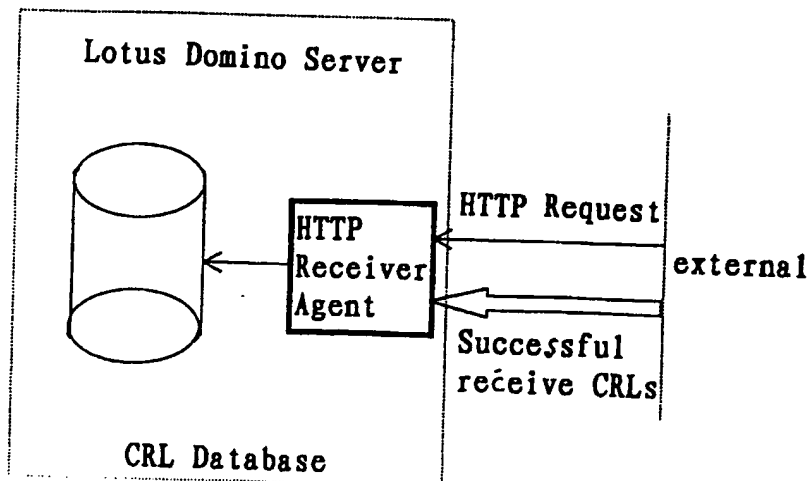 Lotus Domino Server
HTTP Request
HTTP
Receiver
Agent
external
Successful
receive CRLs
CRL Database